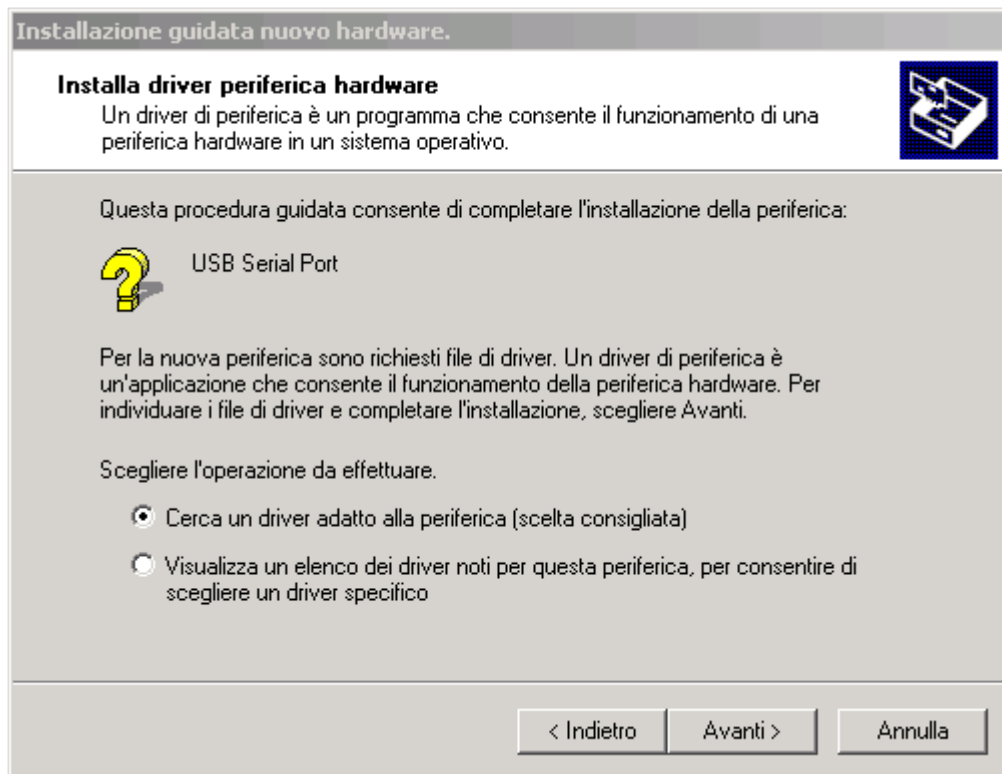 Installazione guidata nuovo hardware.
Installa driver periferica hardware
Un driver di periferica è un programma che consente il funzionamento di una
periferica hardware in un sistema operativo.
Questa procedura guidata consente di completare l'installazione della periferica:
USB Serial Port
Per la nuova periferica sono richiesti file di driver. Un driver di periferica è
un'applicazione che consente il funzionamento della periferica hardware. Per
individuare i file di driver e completare l'installazione, scegliere Avanti.
Scegliere l'operazione da effettuare.
Cerca un driver adatto alla periferica (scelta consigliata)
Visualizza un elenco dei driver noti per questa periferica, per consentire di
scegliere un driver specifico
< Indietro Avanti > Annulla